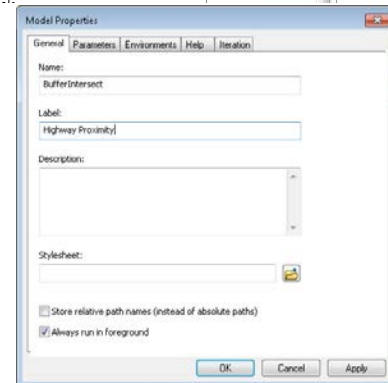 Model Properties
General Parameters Environments Help Iteration
Name:
BufferIntersect
Label:
Highway Proximity
Description:
Stylesheet:
Store relative path names (instead of absolute paths)
Always run in foreground
OK Cancel Apply